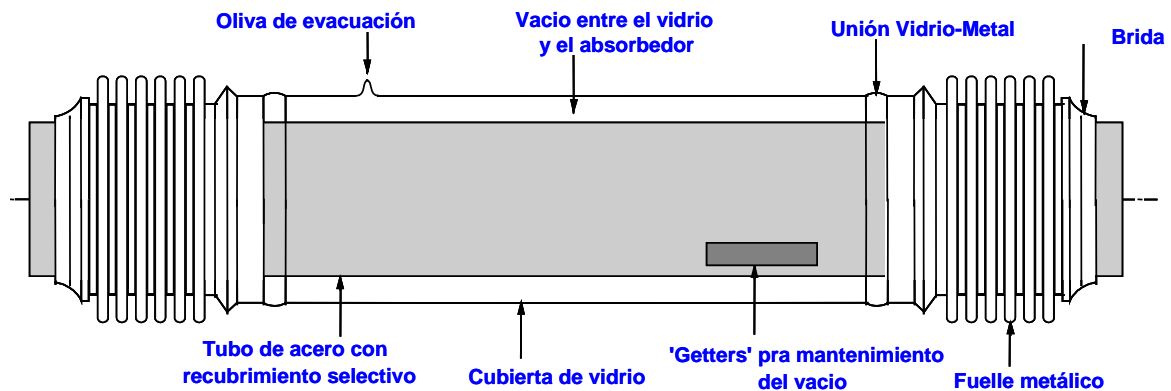 Oliva de evacuación
Vacio entre el vidrio
y el absorbedor
Unión Vidrio-Metal
Brida
Tubo de acero con
recubrimiento selectivo
Cubierta de vidrio
'Getters' pra mantenimiento
del vacio
Fuelle metálico